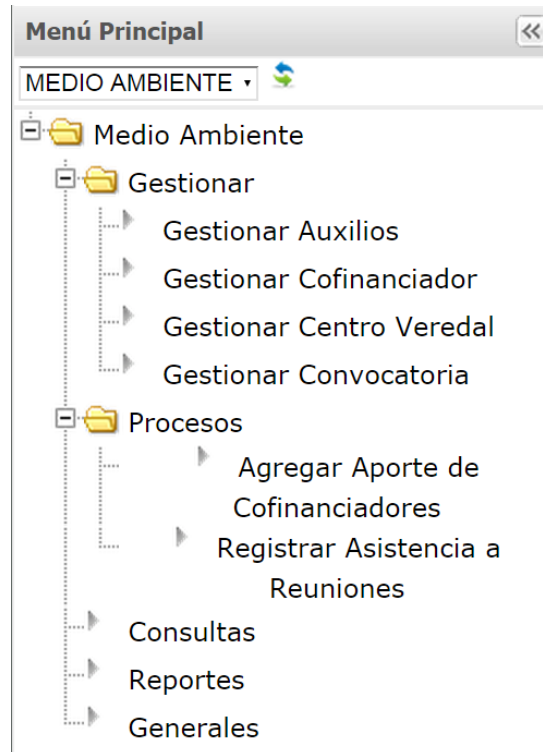 Menú Principal
MEDIO AMBIENTE
Medio Ambiente
Gestionar
Gestionar Auxilios
Gestionar Cofinanciador
Gestionar Centro Veredal
Gestionar Convocatoria
Procesos
Agregar Aporte de
Cofinanciadores
Registrar Asistencia a
Reuniones
Consultas
Reportes
Generales